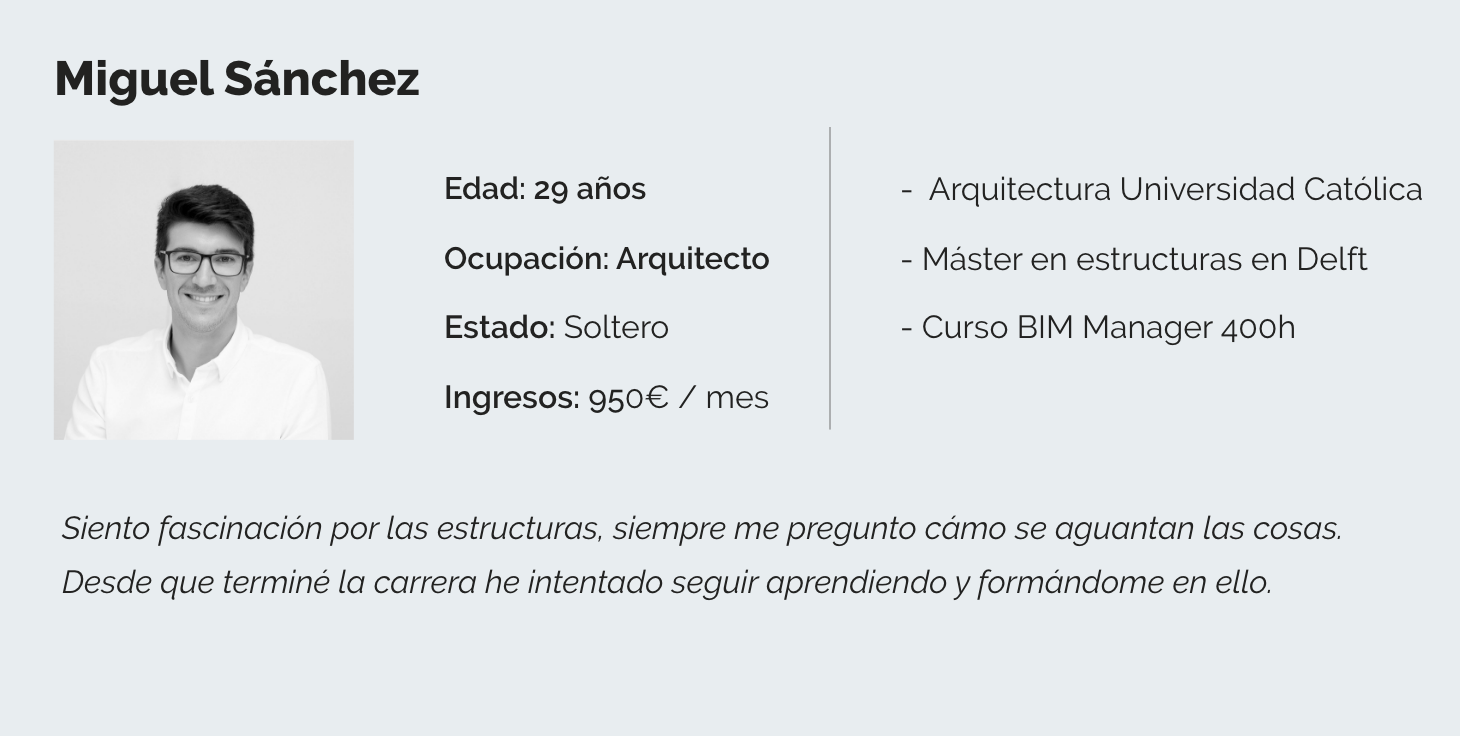 Miguel Sánchez
Edad: 29 años
Ocupación: Arquitecto
Estado: Soltero
Ingresos: 950€ / mes
- Arquitectura Universidad Católica
- Máster en estructuras en Delft
- Curso BIM Manager 400h
Siento fascinación por las estructuras, siempre me pregunto cámo se aguantan las cosas.
Desde que terminé la carrera he intentado seguir aprendiendo y formándome en ello.